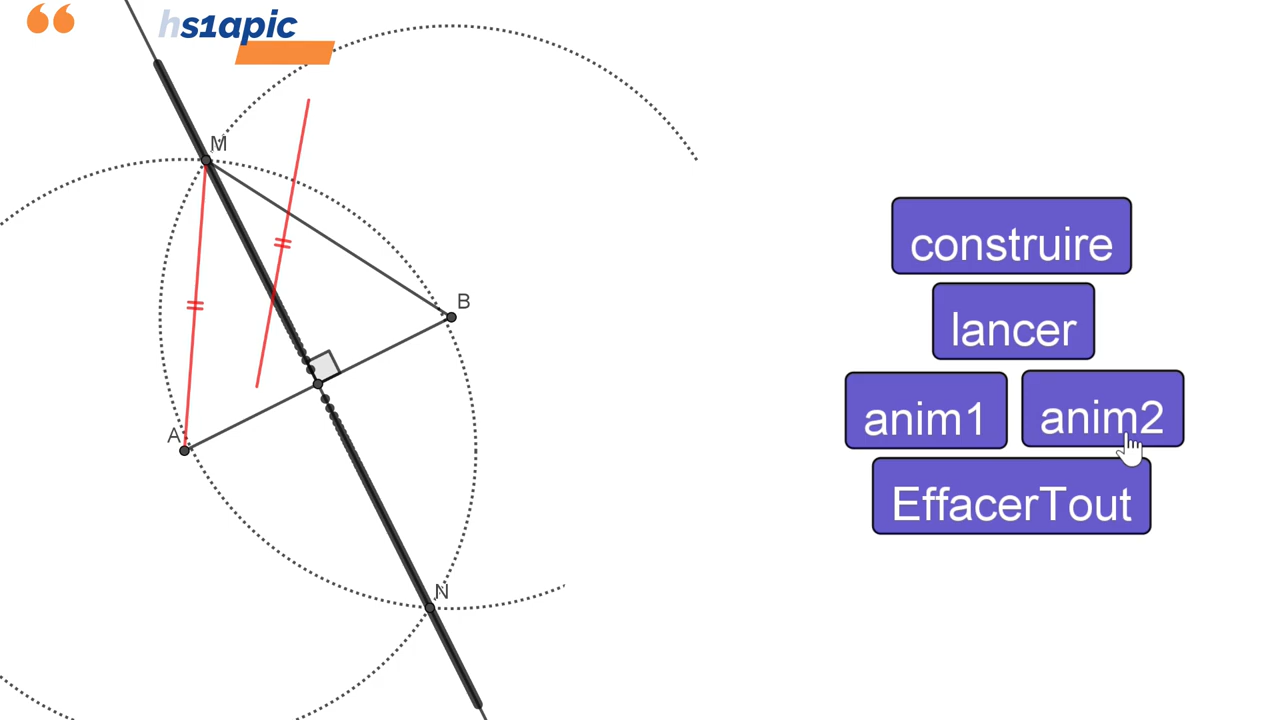 hs1apic
M
B
A
N
construire
lancer
anim1
anim2
EffacerTout